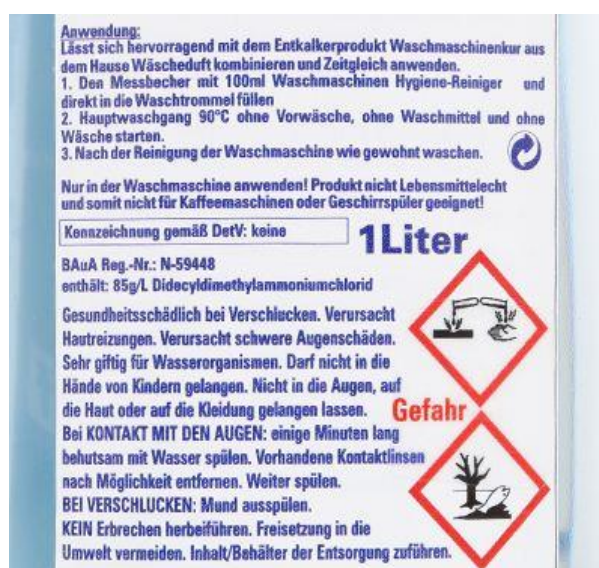 Anwendung:
Lässt sich hervorragend mit dem Entkalkerprodukt Waschmaschinenkur aus
dem Hause Wäscheduft kombinieren und Zeitgleich anwenden.
1. Den Messbecher mit 100ml Waschmaschinen Hygiene-Reiniger und
direkt in die Waschtrommel füllen
2. Hauptwaschgang 90°C ohne Vorwäsche, ohne Waschmittel und ohne
Wäsche starten.
3. Nach der Reinigung der Waschmaschine wie gewohnt waschen.
Nur in der Waschmaschine anwenden! Produkt nicht Lebensmittelecht
und somit nicht für Kaffeemaschinen oder Geschirrspüler geeignet!
Kennzeichnung gemäß DetV: keine
1Liter
BAuA Reg.-Nr.: N-59448
enthält: 85g/L Didecyldimethylammoniumchlorid
Gesundheitsschädlich bei Verschlucken. Verursacht
Hautreizungen. Verursacht schwere Augenschäden.
Sehr giftig für Wasserorganismen. Darf nicht in die
Hände von Kindern gelangen. Nicht in die Augen, auf
die Haut oder auf die Kleidung gelangen lassen.
Gefahr
Bei KONTAKT MIT DEN AUGEN: einige Minuten lang
behutsam mit Wasser spülen. Vorhandene Kontaktlinsen
nach Möglichkeit entfernen. Weiter spülen.
BEI VERSCHLUCKEN: Mund ausspülen.
KEIN Erbrechen herbeiführen. Freisetzung in die
Umwelt vermeiden. Inhalt/Behälter der Entsorgung zuführen.